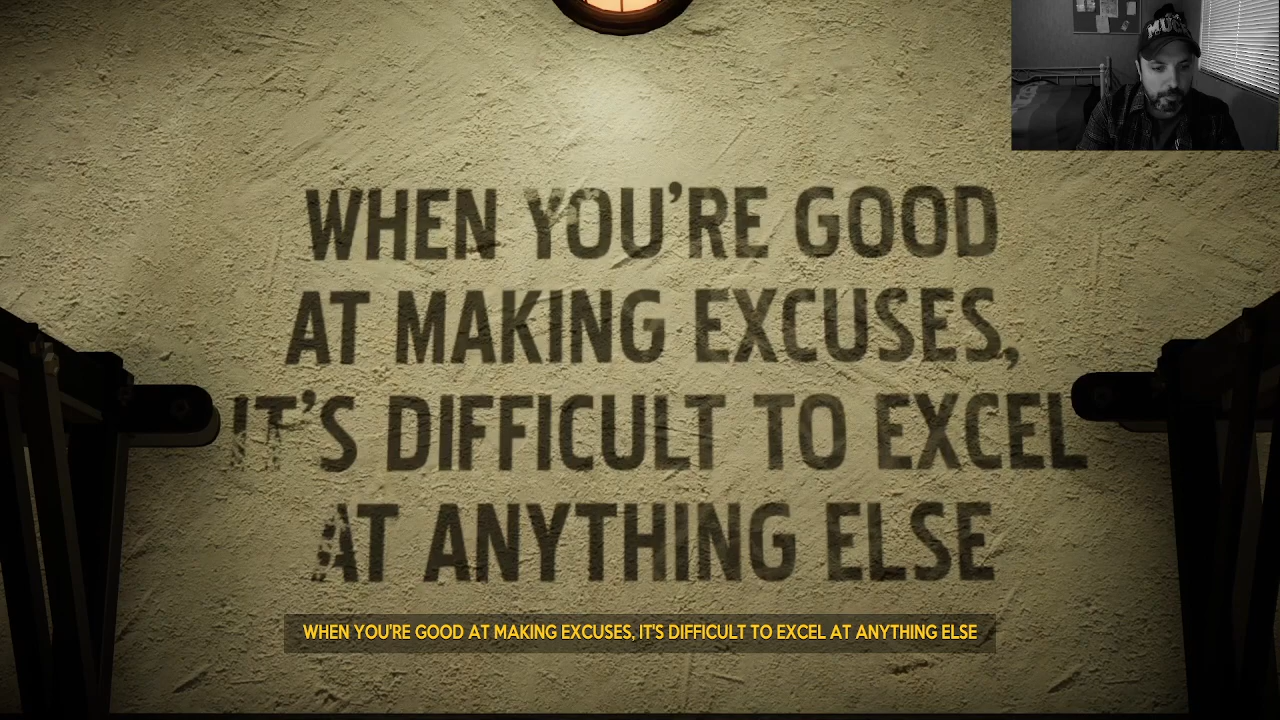 WHEN YOU'RE GOOD
AT MAKING EXCUSES,
IT'S DIFFICULT TO EXCEL
AT ANYTHING ELSE
WHEN YOU'RE GOOD AT MAKING EXCUSES, IT'S DIFFICULT TO EXCEL AT ANYTHING ELSE